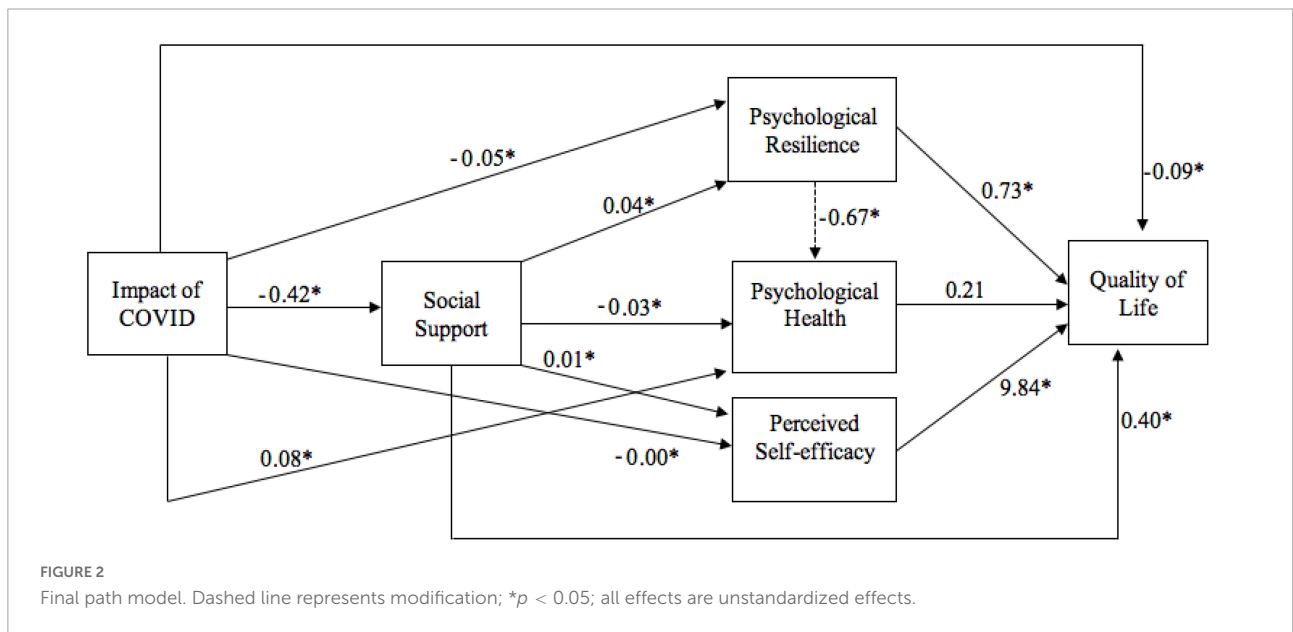 Psychological
Resilience
-0.05*
0.73*
-0.09*
0.04*
-0.67*
Impact of
COVID
-0.42*
Social
Support
-0.03*
Psychological
Health
0.21
Quality of
Life
0.01*
9.84*
0.08*
-0.00*
Perceived
Self-efficacy
0.40*
FIGURE 2
Final path model. Dashed line represents modification; *p < 0.05; all effects are unstandardized effects.